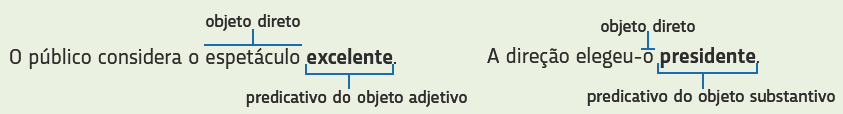 objeto direto
O público considera o espetáculo excelente.
predicativo do objeto adjetivo
objeto direto
A direção elegeu-o presidente.
predicativo do objeto substantivo